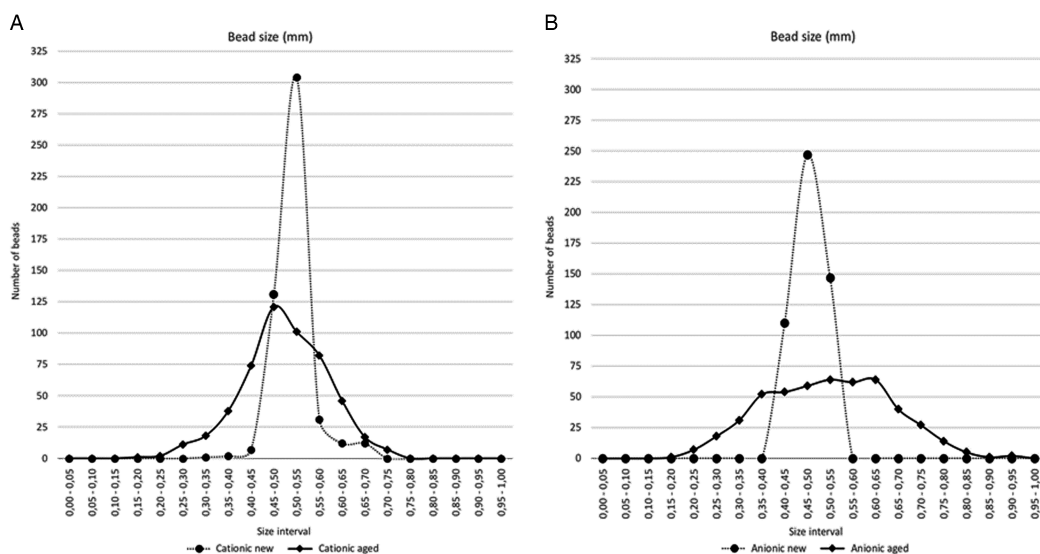 A
Bead size (mm)
Number of beads
325
300
275
250
225
200
175
150
125
100
75
50
25
0
0,00 - 0,05
0,05 - 0,10
0,10 - 0,15
0,15 - 0,20
0,20 - 0,25
0,25 - 0,30
0,30 - 0,35
0,35 - 0,40
0,40 - 0,45
0,45 - 0,50
0,50 - 0,55
0,55 - 0,60
0,60 - 0,65
0,65 - 0,70
0,70 - 0,75
0,75 - 0,80
0,80 - 0,85
0,85 - 0,90
0,90 - 0,95
0,95 - 1,00
Size interval
Cationic new
Cationic aged
B
Bead size (mm)
Number of beads
325
300
275
250
225
200
175
150
125
100
75
50
25
0
0,00 - 0,05
0,05 - 0,10
0,10 - 0,15
0,15 - 0,20
0,20 - 0,25
0,25 - 0,30
0,30 - 0,35
0,35 - 0,40
0,40 - 0,45
0,45 - 0,50
0,50 - 0,55
0,55 - 0,60
0,60 - 0,65
0,65 - 0,70
0,70 - 0,75
0,75 - 0,80
0,80 - 0,85
0,85 - 0,90
0,90 - 0,95
0,95 - 1,00
Size interval
Anionic new
Anionic aged